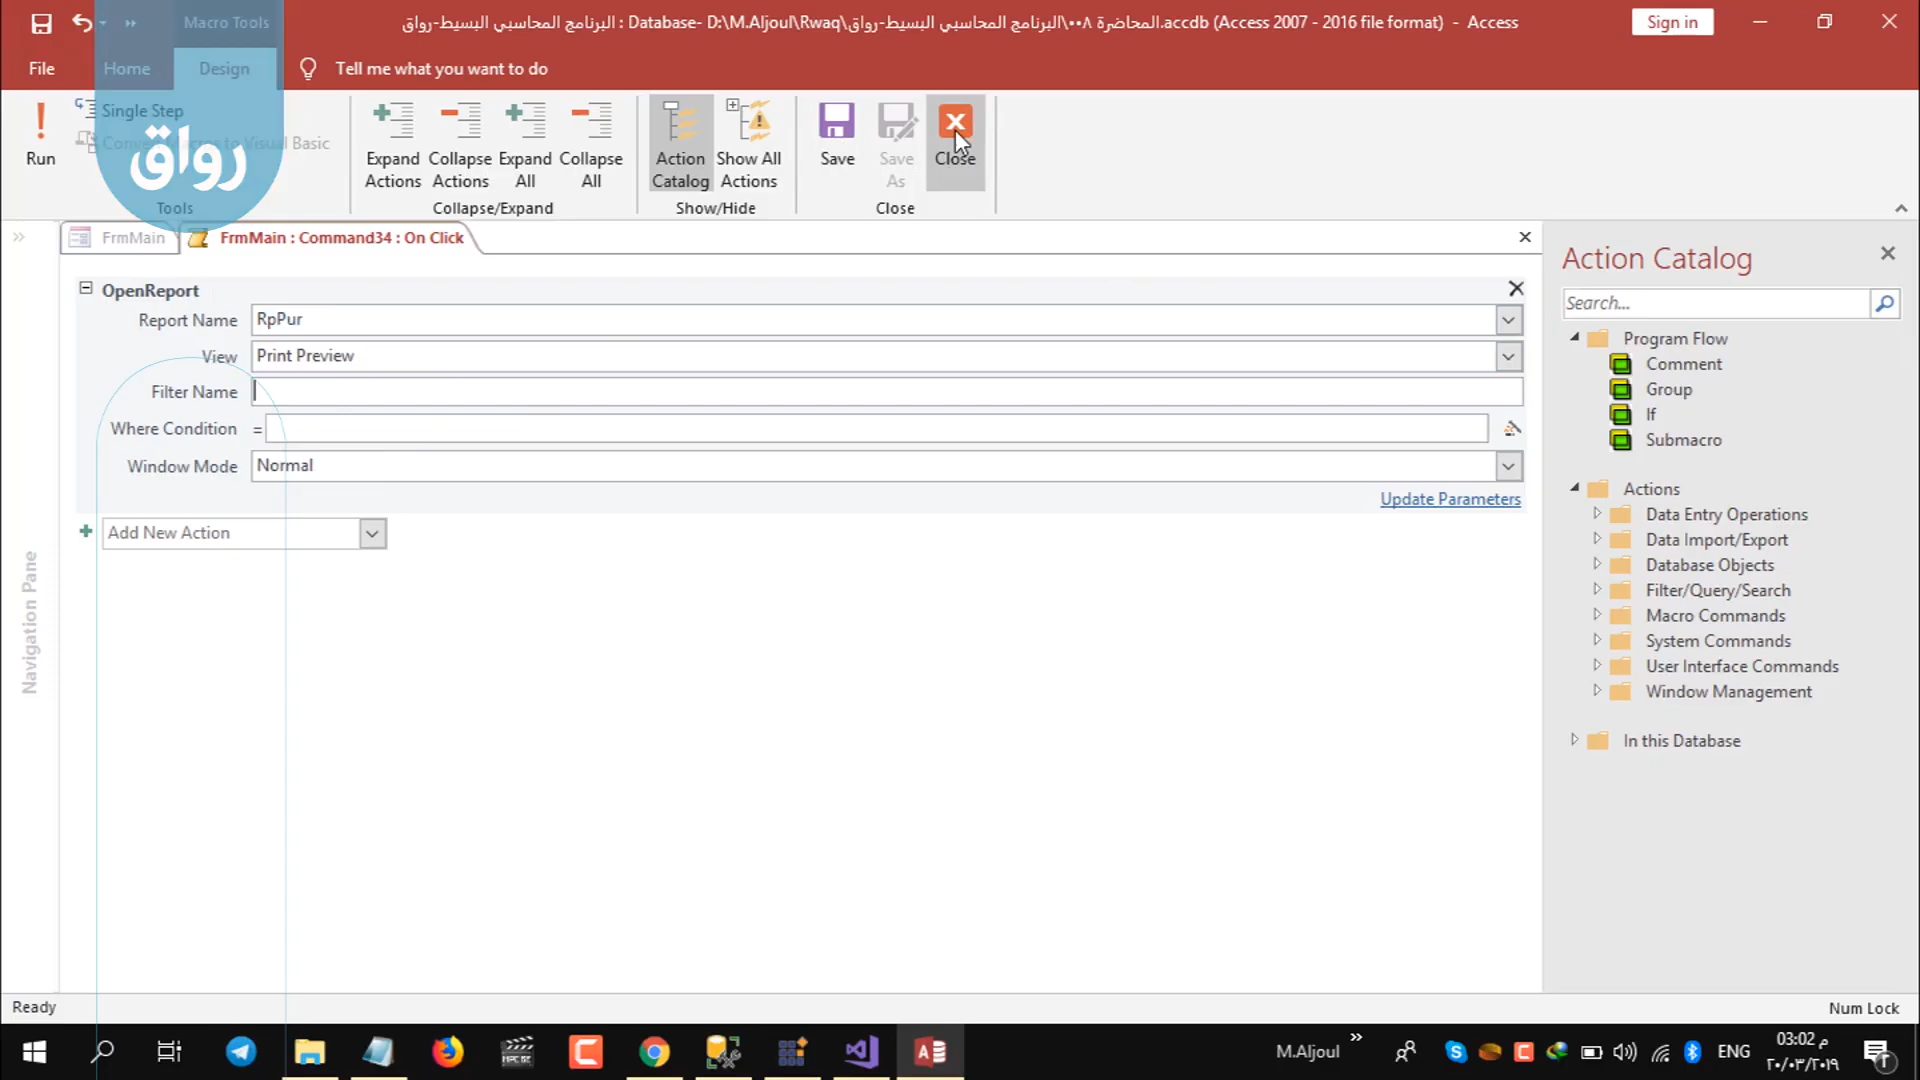 Macro Tools
البرنامج المحاسبي البسيط-رواق : Database- D:\M.Aljoul\Rwaq\البرنامج المحاسبي البسيط-رواق\المحاضرة ٠٠٨.accdb (Access 2007 - 2016 file format) - Access
Sign in
File
Home
Design
Tell me what you want to do
Run
Single Step
Convert Macros to Visual Basic
رواق
Tools
Expand Actions
Collapse Actions
Expand All
Collapse All
Collapse/Expand
Action Catalog
Show All Actions
Show/Hide
Save
Save As
Close
Close
FrmMain
FrmMain : Command34 : On Click
OpenReport
Report Name
RpPur
View
Print Preview
Filter Name
Where Condition
=
Window Mode
Normal
Update Parameters
Add New Action
Navigation Pane
Action Catalog
Search...
Program Flow
Comment
Group
If
Submacro
Actions
Data Entry Operations
Data Import/Export
Database Objects
Filter/Query/Search
Macro Commands
System Commands
User Interface Commands
Window Management
In this Database
Ready
Num Lock
M.Aljoul
ENG
03:02 م
٢٠/٠٣/٢٠١٩